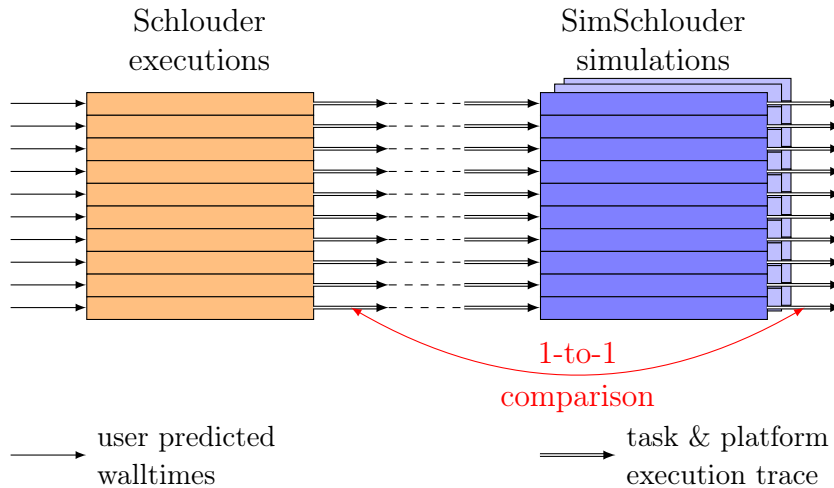 Schlouder
executions
SimSchlouder
simulations
1-to-1
comparison
user predicted
walltimes
task & platform
execution trace